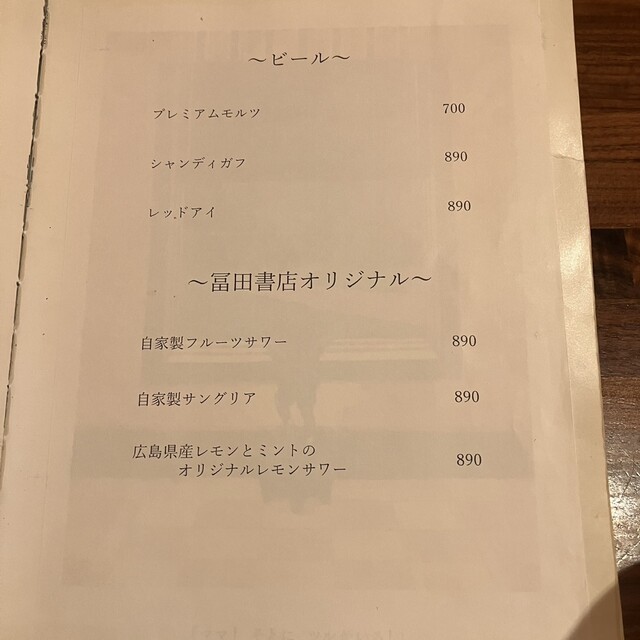 ～ビール～
プレミアムモルツ 700
シャンディガフ 890
レッドアイ 890
～冨田書店オリジナル～
自家製フルーツサワー 890
自家製サングリア 890
広島県産レモンとミントの
オリジナルレモンサワー 890